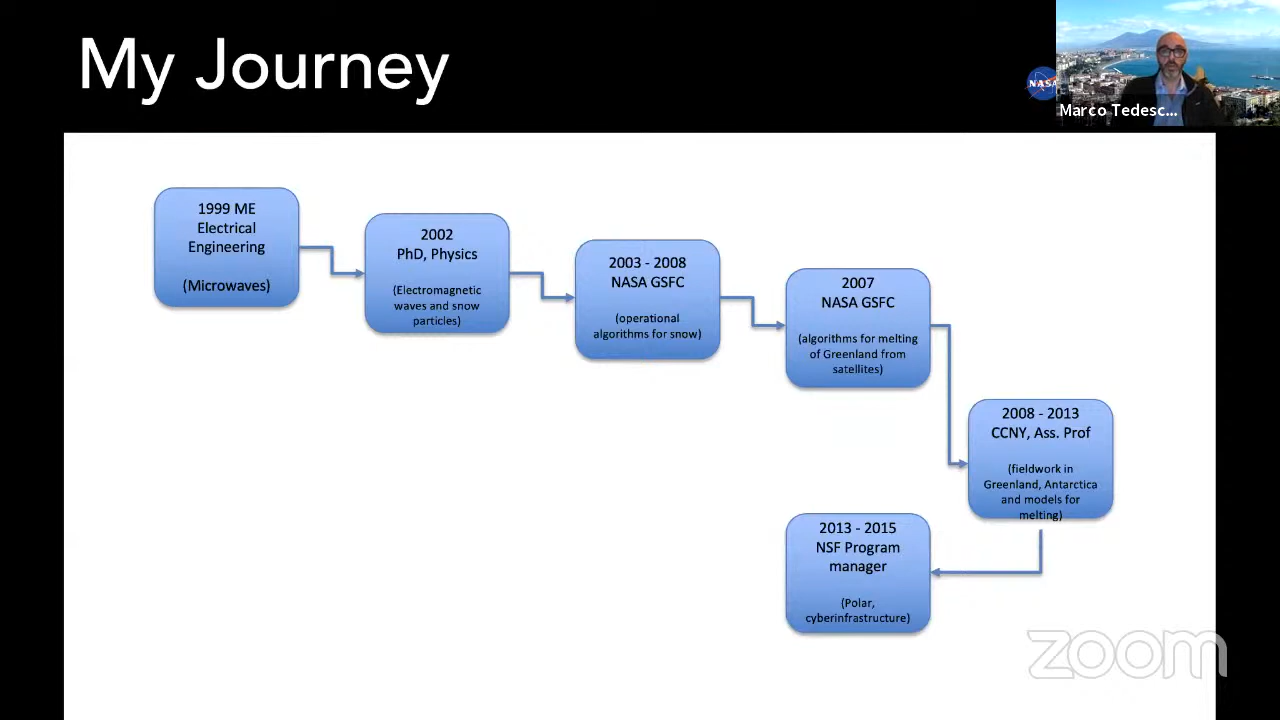 My Journey
NASA
Marco Tedesc...
1999 ME
Electrical
Engineering
(Microwaves)
2002
PhD, Physics
(Electromagnetic
waves and snow
particles)
2003 - 2008
NASA GSFC
(operational
algorithms for snow)
2007
NASA GSFC
(algorithms for melting
of Greenland from
satellites)
2008 - 2013
CCNY, Ass. Prof
(fieldwork in
Greenland, Antarctica
and models for
melting)
2013 - 2015
NSF Program
manager
(Polar,
cyberinfrastructure)
zoom